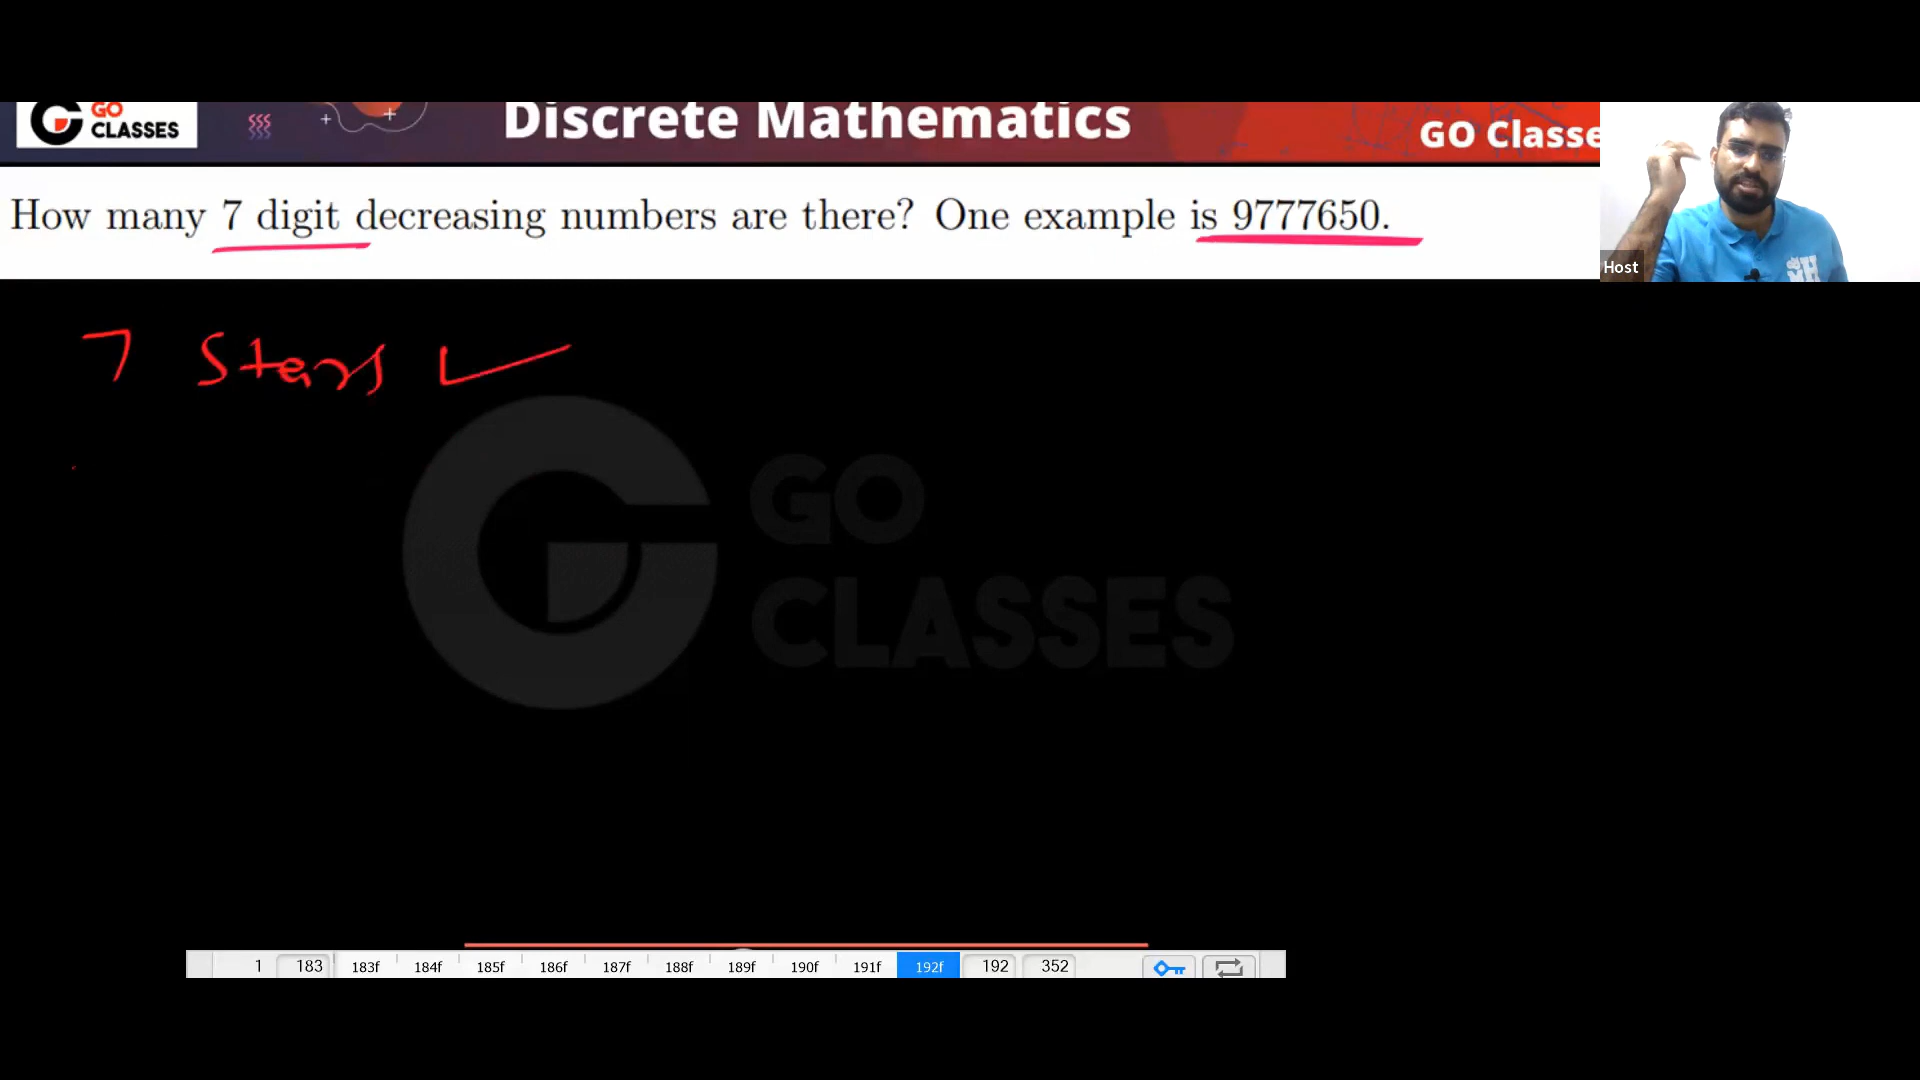 GO
CLASSES
Discrete Mathematics
GO Classe
How many 7 digit decreasing numbers are there? One example is 9777650.
Host
7 Stars
GO
CLASSES
1 183 183f 184f 185f 186f 187f 188f 189f 190f 191f 192f 192 352